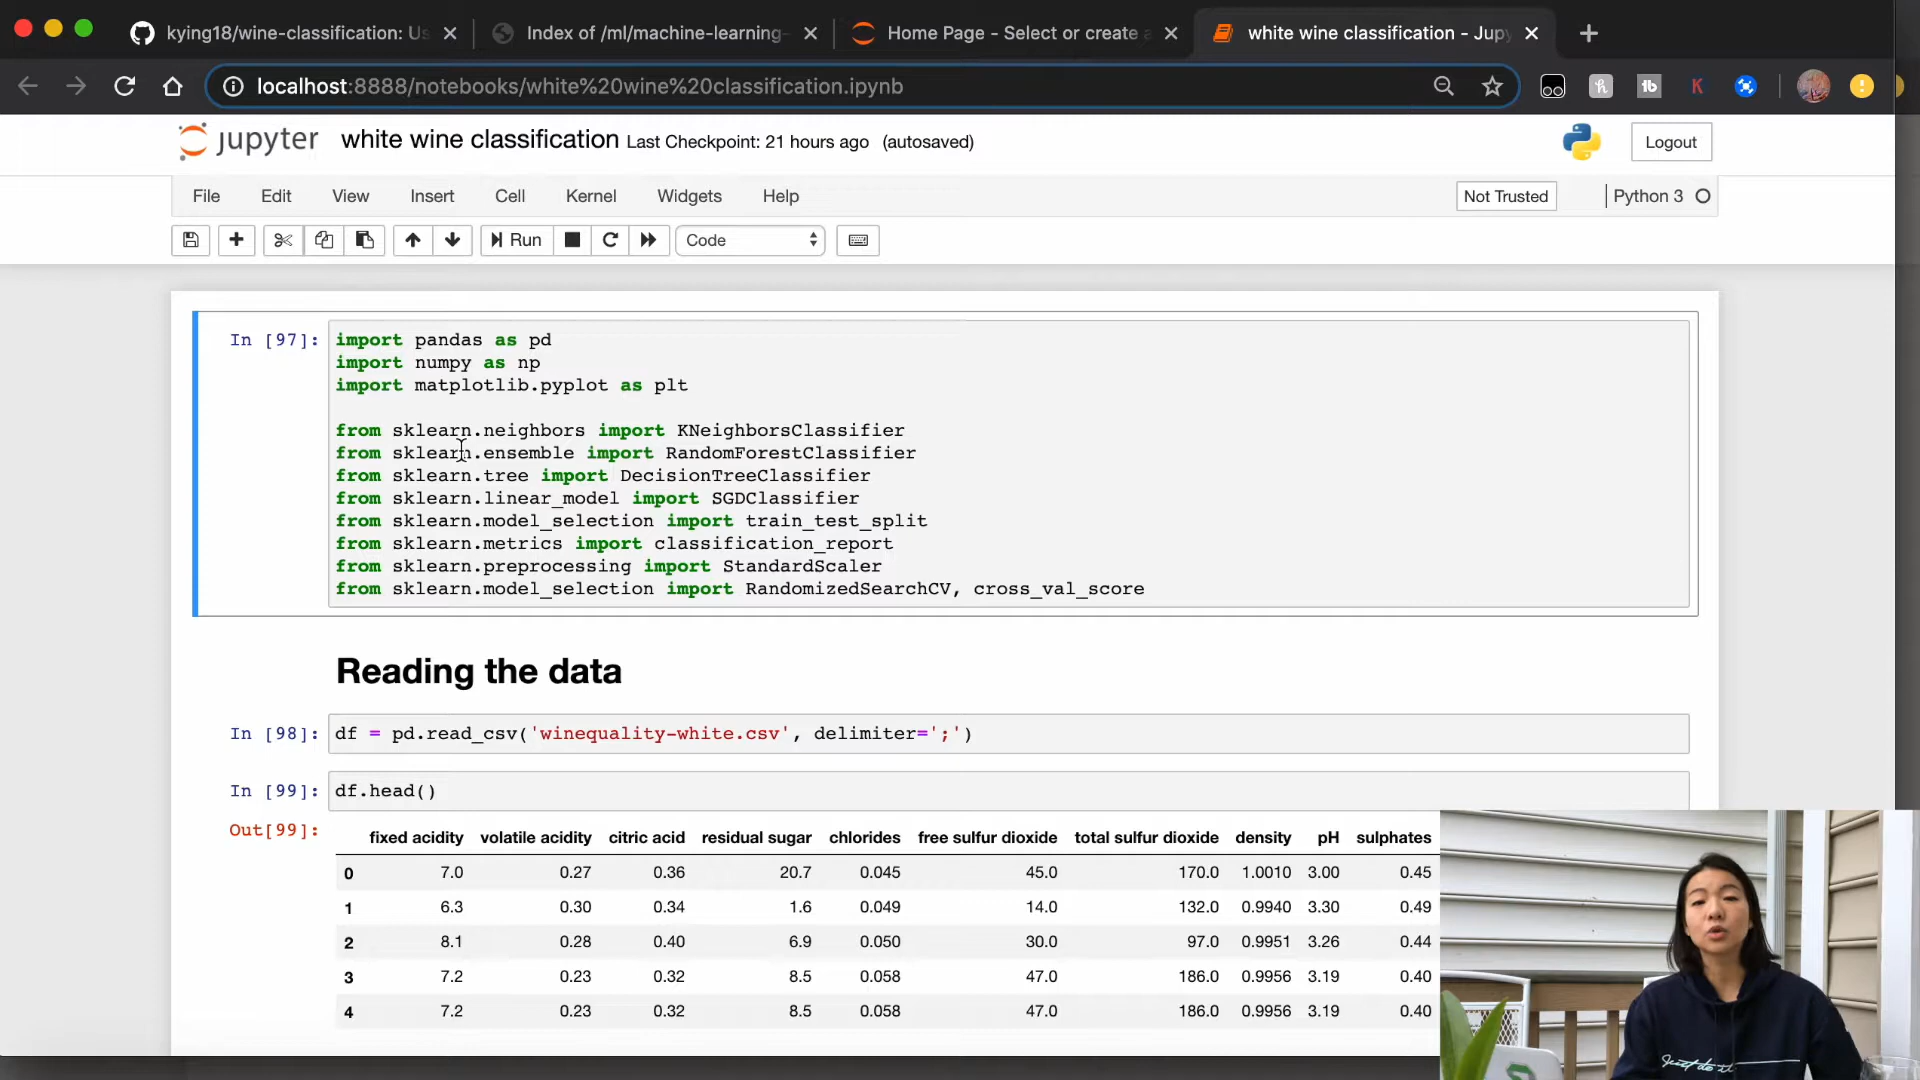 kying18/wine-classification: Us
Index of /ml/machine-learning-
Home Page - Select or create a
white wine classification - Jupy
localhost:8888/notebooks/white%20wine%20classification.ipynb
jupyter white wine classification Last Checkpoint: 21 hours ago (autosaved)
Logout
File Edit View Insert Cell Kernel Widgets Help
Not Trusted
Python 3
Run
Code
In [97]:
import pandas as pd
import numpy as np
import matplotlib.pyplot as plt
from sklearn.neighbors import KNeighborsClassifier
from sklearn.ensemble import RandomForestClassifier
from sklearn.tree import DecisionTreeClassifier
from sklearn.linear_model import SGDClassifier
from sklearn.model_selection import train_test_split
from sklearn.metrics import classification_report
from sklearn.preprocessing import StandardScaler
from sklearn.model_selection import RandomizedSearchCV, cross_val_score
Reading the data
In [98]: df = pd.read_csv('winequality-white.csv', delimiter=';')
In [99]: df.head()
Out[99]:
fixed acidity volatile acidity citric acid residual sugar chlorides free sulfur dioxide total sulfur dioxide density pH sulphates
0 7.0 0.27 0.36 20.7 0.045 45.0 170.0 1.0010 3.00 0.45
1 6.3 0.30 0.34 1.6 0.049 14.0 132.0 0.9940 3.30 0.49
2 8.1 0.28 0.40 6.9 0.050 30.0 97.0 0.9951 3.26 0.44
3 7.2 0.23 0.32 8.5 0.058 47.0 186.0 0.9956 3.19 0.40
4 7.2 0.23 0.32 8.5 0.058 47.0 186.0 0.9956 3.19 0.40
Just do it